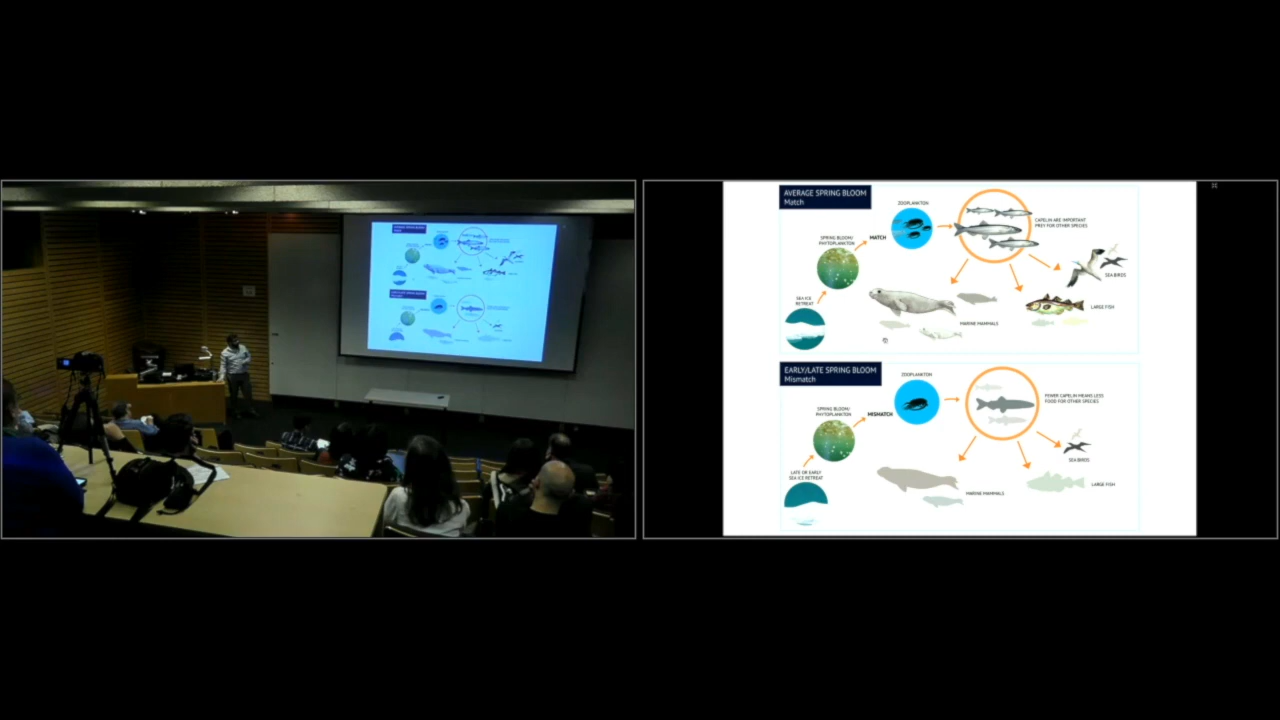 AVERAGE SPRING BLOOM
Match
ZOOPLANKTON
CAPELIN ARE IMPORTANT
PREY FOR OTHER SPECIES
SPRING BLOOM/
PHYTOPLANKTON
MATCH
SEA BIRDS
SEA ICE
RETREAT
LARGE FISH
MARINE MAMMALS
EARLY/LATE SPRING BLOOM
Mismatch
ZOOPLANKTON
FEWER CAPELIN MEANS LESS
FOOD FOR OTHER SPECIES
SPRING BLOOM/
PHYTOPLANKTON
MISMATCH
SEA BIRDS
LATE OR EARLY
SEA ICE RETREAT
LARGE FISH
MARINE MAMMALS